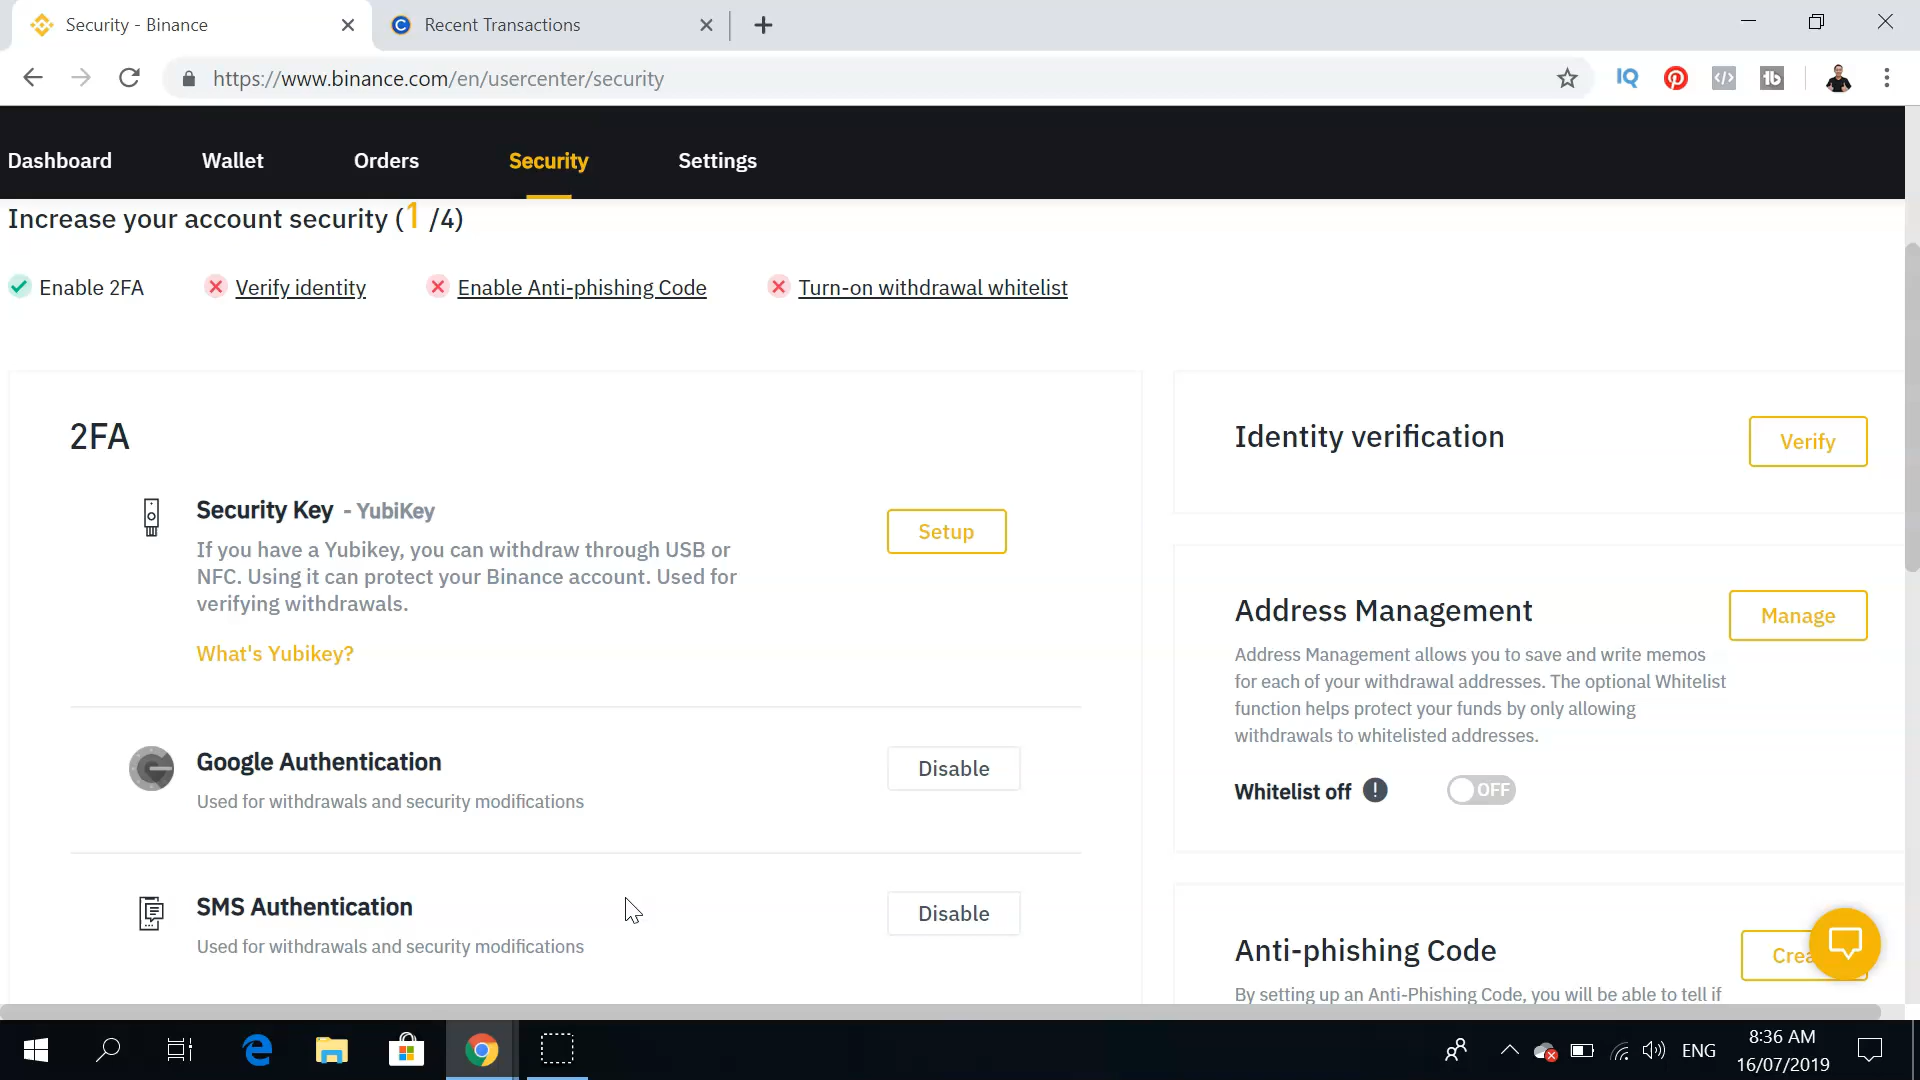 Security - Binance
Recent Transactions
https://www.binance.com/en/usercenter/security
Dashboard
Wallet
Orders
Security
Settings
Increase your account security (1 /4)
Enable 2FA
Verify identity
Enable Anti-phishing Code
Turn-on withdrawal whitelist
2FA
Security Key - YubiKey
If you have a Yubikey, you can withdraw through USB or
NFC. Using it can protect your Binance account. Used for
verifying withdrawals.
What's Yubikey?
Setup
Google Authentication
Used for withdrawals and security modifications
Disable
SMS Authentication
Used for withdrawals and security modifications
Disable
Identity verification
Verify
Address Management
Manage
Address Management allows you to save and write memos
for each of your withdrawal addresses. The optional Whitelist
function helps protect your funds by only allowing
withdrawals to whitelisted addresses.
Whitelist off
OFF
Anti-phishing Code
By setting up an Anti-Phishing Code, you will be able to tell if
ENG
8:36 AM
16/07/2019